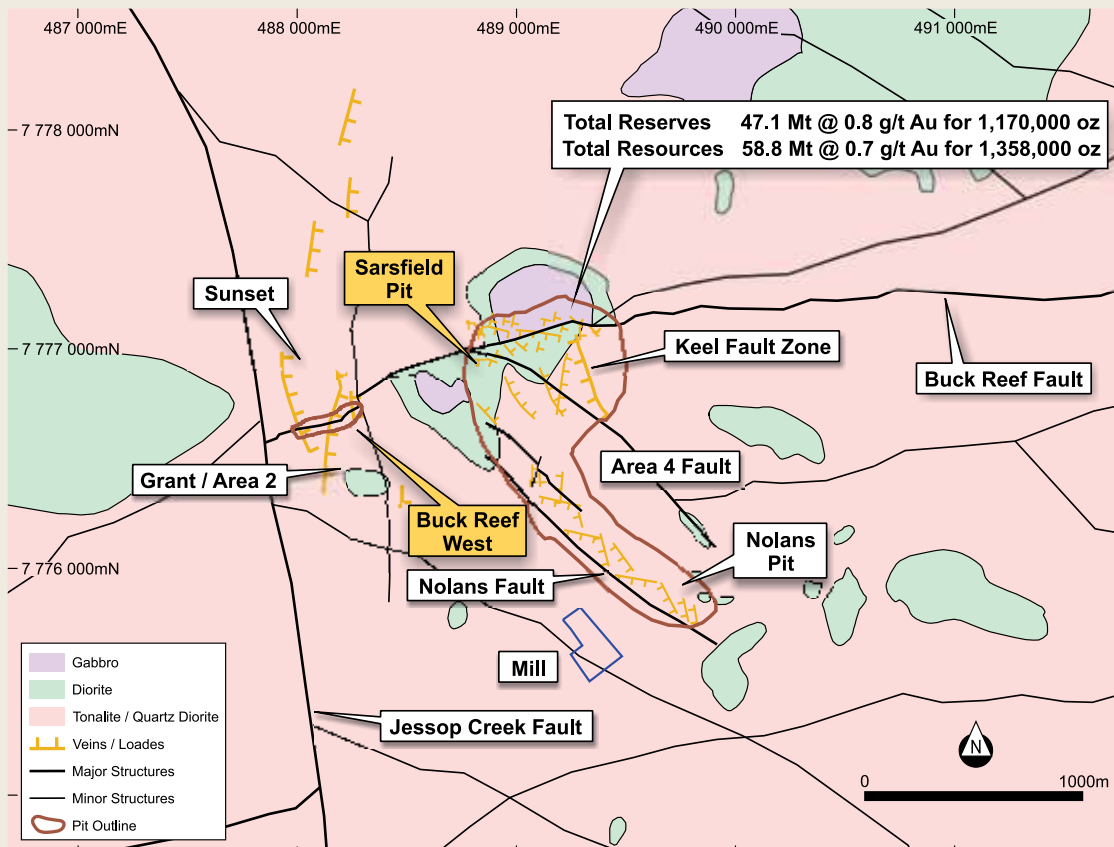 487 000mE
488 000mE
489 000mE
490 000mE
491 000mE
7 778 000mN
Total Reserves 47.1 Mt @ 0.8 g/t Au for 1,170,000 oz
Total Resources 58.8 Mt @ 0.7 g/t Au for 1,358,000 oz
Sarsfield
Pit
Sunset
7 777 000mN
Keel Fault Zone
Buck Reef Fault
Grant / Area 2
Area 4 Fault
Buck Reef
West
Nolans
Pit
7 776 000mN
Nolans Fault
Mill
Jessop Creek Fault
Gabbro
Diorite
Tonalite / Quartz Diorite
Veins / Loades
Major Structures
Minor Structures
Pit Outline
N
0
1000m